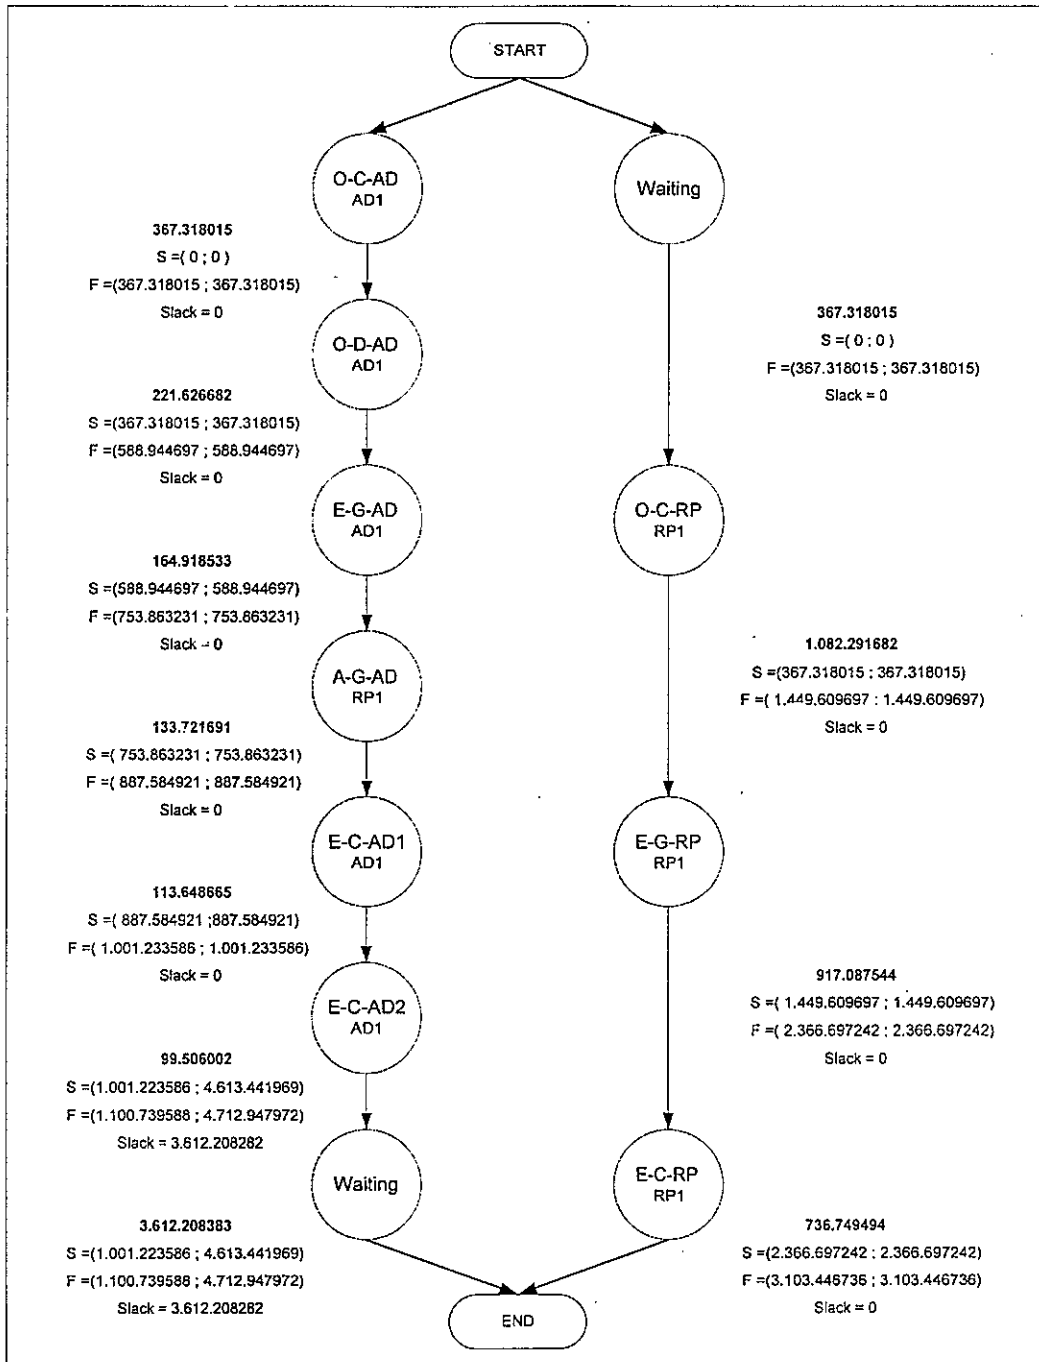 START
O-C-AD
AD1
367.318015
S =( 0 ; 0 )
F =(367.318015 ; 367.318015)
Slack = 0
O-D-AD
AD1
221.626682
S =(367.318015 ; 367.318015)
F =(588.944697 ; 588.944697)
Slack = 0
E-G-AD
AD1
164.918533
S =(588.944697 ; 588.944697)
F =(753.863231 ; 753.863231)
Slack = 0
A-G-AD
RP1
133.721691
S =( 753.863231 ; 753.863231)
F =( 887.584921 ; 887.584921)
Slack = 0
E-C-AD1
AD1
113.648665
S =( 887.584921 ;887.584921)
F =( 1.001.233586 ; 1.001.233586)
Slack = 0
E-C-AD2
AD1
99.506002
S =(1.001.223586 ; 4.613.441969)
F =(1.100.739588 ; 4.712.947972)
Slack = 3.612.208282
Waiting
3.612.208383
S =(1.001.223586 ; 4.613.441969)
F =(1.100.739588 ; 4.712.947972)
Slack = 3.612.208282
Waiting
367.318015
S =( 0 ; 0 )
F =(367.318015 ; 367.318015)
Slack = 0
O-C-RP
RP1
1.082.291682
S =(367.318015 ; 367.318015)
F =( 1.449.609697 : 1.449.609697)
Slack = 0
E-G-RP
RP1
917.087544
S =( 1.449.609697 ; 1.449.609697)
F =( 2.366.697242 ; 2.366.697242)
Slack = 0
E-C-RP
RP1
736.749494
S =(2.366.697242 ; 2.366.697242)
F =(3.103.446736 ; 3.103.446736)
Slack = 0
END